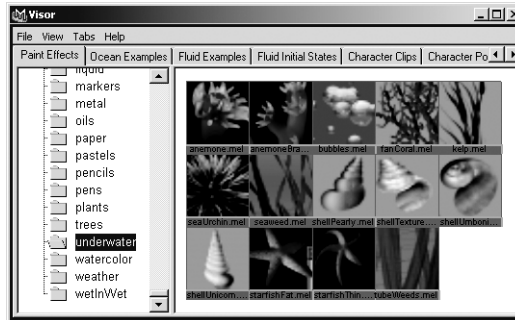 Visor
File View Tabs Help
Paint Effects Ocean Examples Fluid Examples Fluid Initial States Character Clips Character Po
liquid
markers
metal
oils
paper
pastels
pencils
pens
plants
trees
underwater
watercolor
weather
wetInWet
anemone.mel anemoneBra... bubbles.mel fanCoral.mel kelp.mel
seaUrchin.mel seaweed.mel shellPearly.mel shellTexture.... shellUmboni...
shellUnicorn.... starfishFat.mel starfishThin.... tubeWeeds.mel